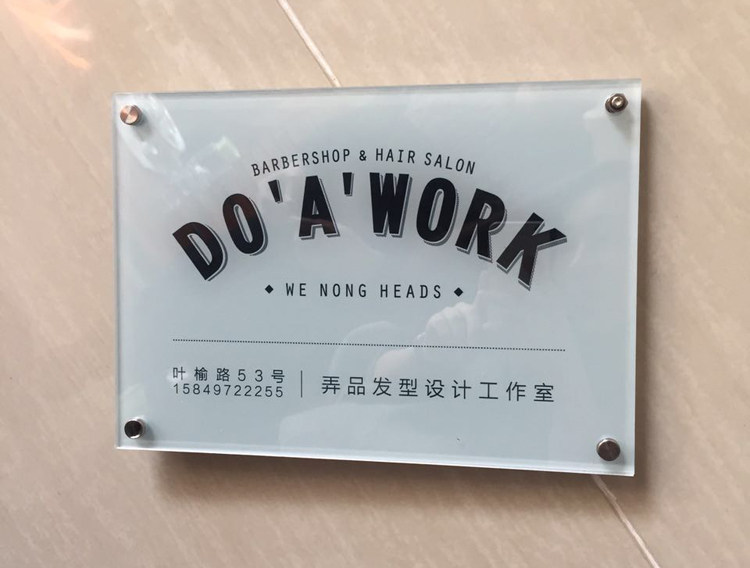 BARBERSHOP & HAIR SALON
DO'A'WORK
◆ WE NONG HEADS ◆
叶榆路53号
15849722255
弄品发型设计工作室